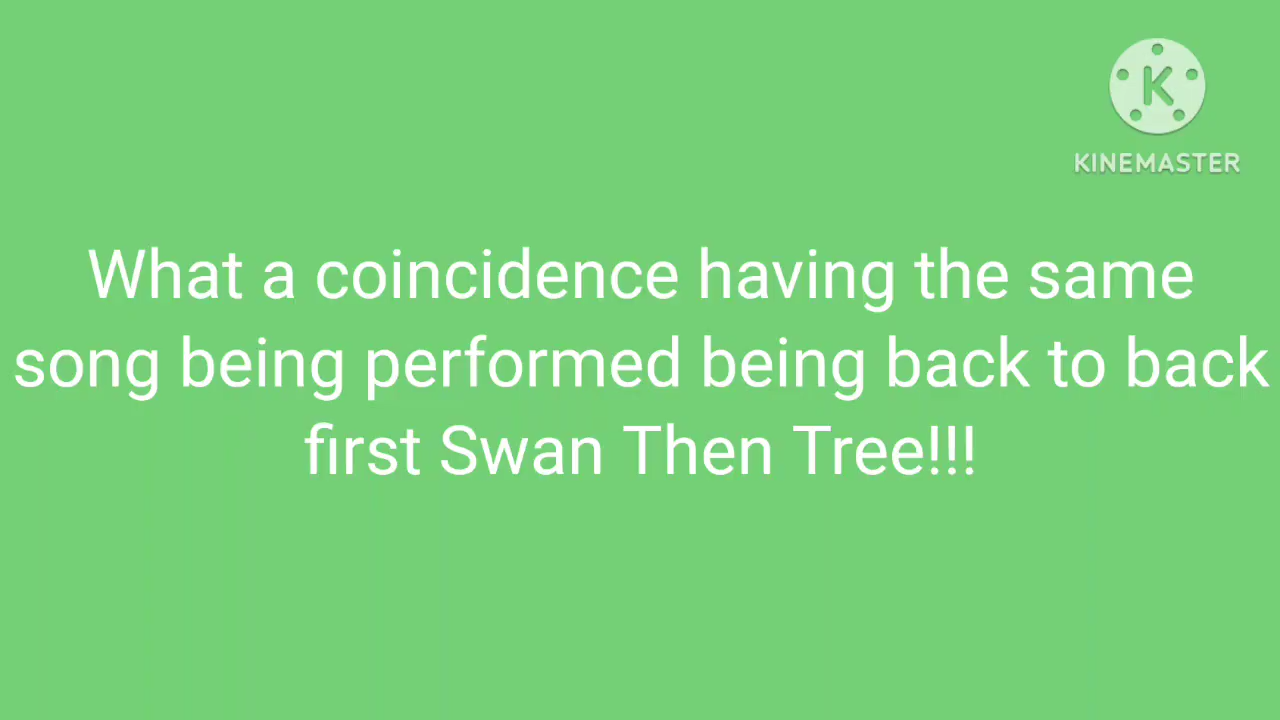 K
KINEMASTER
What a coincidence having the same
song being performed being back to back
first Swan Then Tree!!!